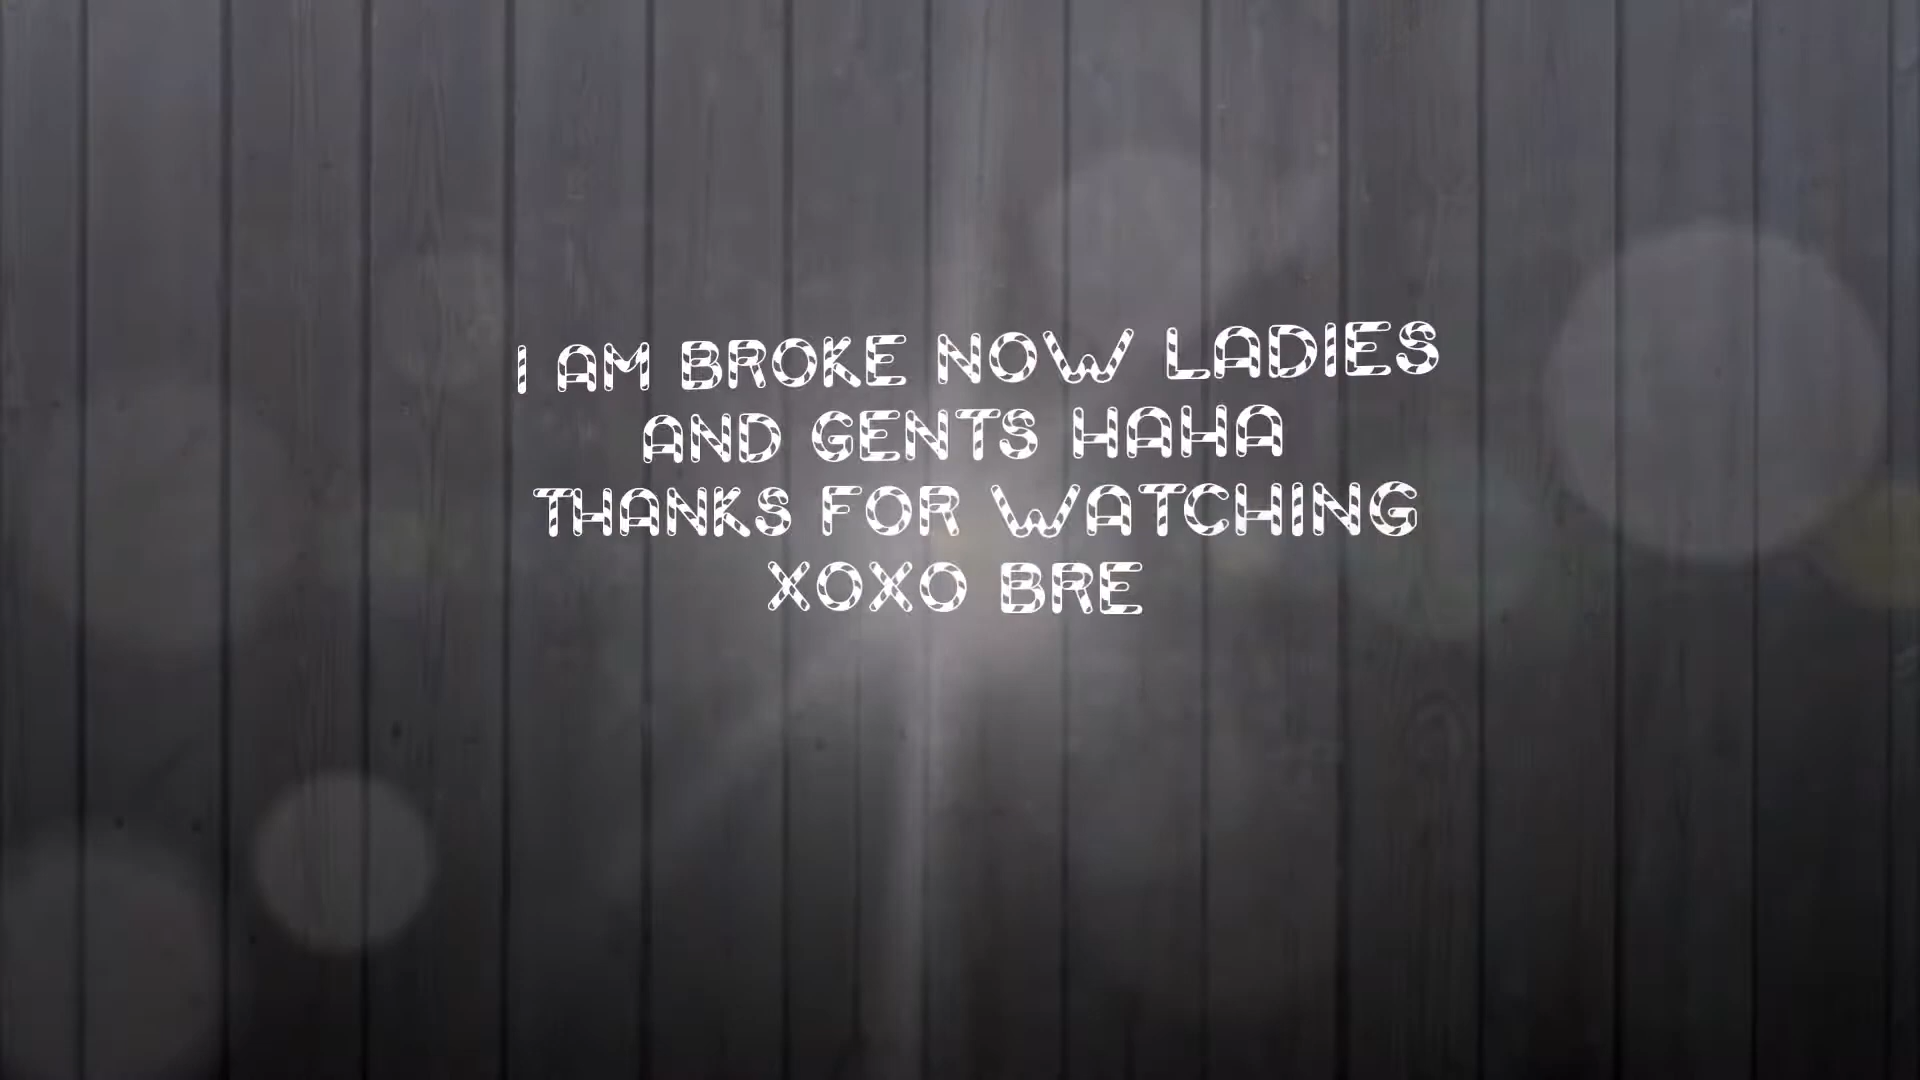 I AM BROKE NOW LADIES
AND GENTS HAHA
THANKS FOR WATCHING
XOXO BRE